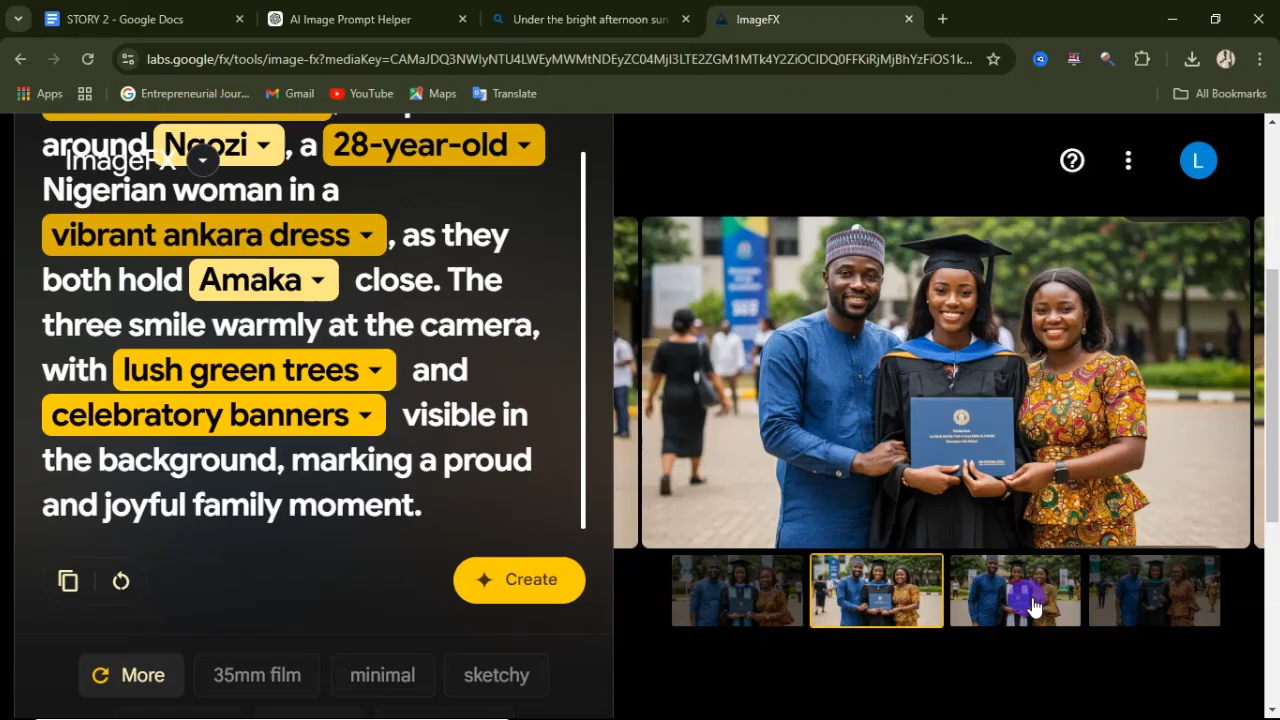 STORY 2 - Google Docs
AI Image Prompt Helper
Under the bright afternoon sun
ImageFX
labs.google/fx/tools/image-fx?mediaKey=CAMaJDQ3NWIyNTU4LWEyMWMtNDEyZC04MjI3LTE2ZGM1MTk4Y2ZiOCIDQ0FFKiRjMjBhYzFiOS1kc...
Apps
Entrepreneurial Jour...
Gmail
YouTube
Maps
Translate
All Bookmarks
ImageFX
L
around Ngozi, a 28-year-old
Nigerian woman in a
vibrant ankara dress, as they
both hold Amaka close. The
three smile warmly at the camera,
with lush green trees and
celebratory banners visible in
the background, marking a proud
and joyful family moment.
Create
More
35mm film
minimal
sketchy